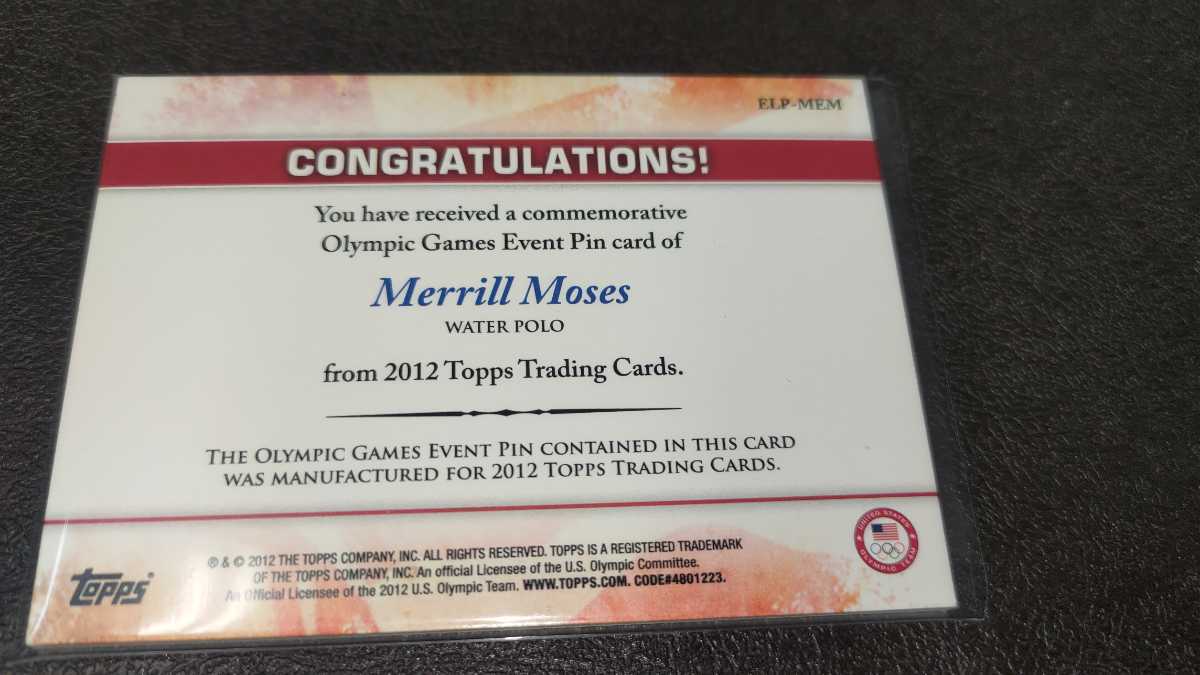 ELP-MEM
CONGRATULATIONS!
You have received a commemorative
Olympic Games Event Pin card of
Merrill Moses
WATER POLO
from 2012 Topps Trading Cards.
THE OLYMPIC GAMES EVENT PIN CONTAINED IN THIS CARD
WAS MANUFACTURED FOR 2012 TOPPS TRADING CARDS.
UNITED STATES
OLYMPIC TEAM
topps®
® & © 2012 THE TOPPS COMPANY, INC. ALL RIGHTS RESERVED. TOPPS IS A REGISTERED TRADEMARK
OF THE TOPPS COMPANY, INC. An official Licensee of the U.S. Olympic Committee.
An Official Licensee of the 2012 U.S. Olympic Team. WWW.TOPPS.COM. CODE#4801223.